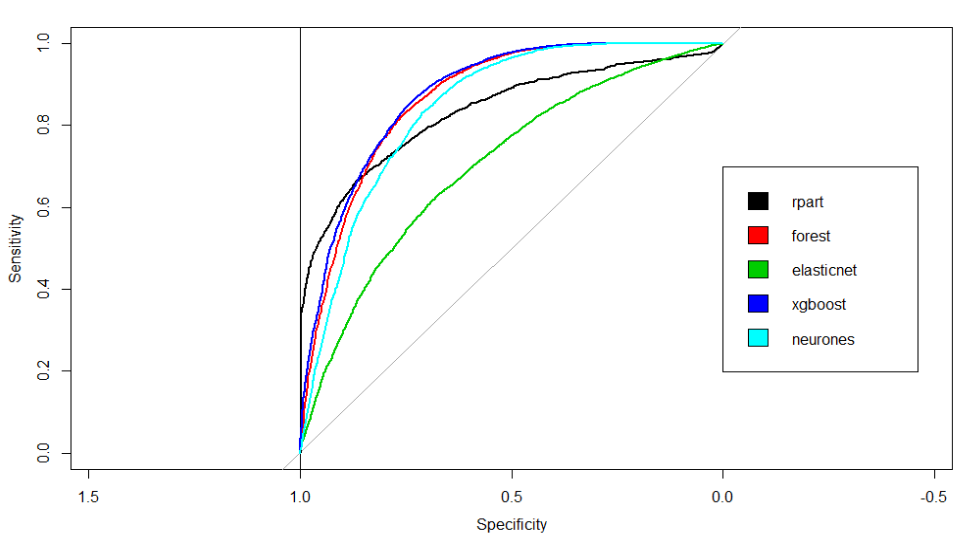 1.0
0.8
0.6
0.4
0.2
0.0
Sensitivity
rpart
forest
elasticnet
xgboost
neurones
1.5
1.0
0.5
0.0
-0.5
Specificity